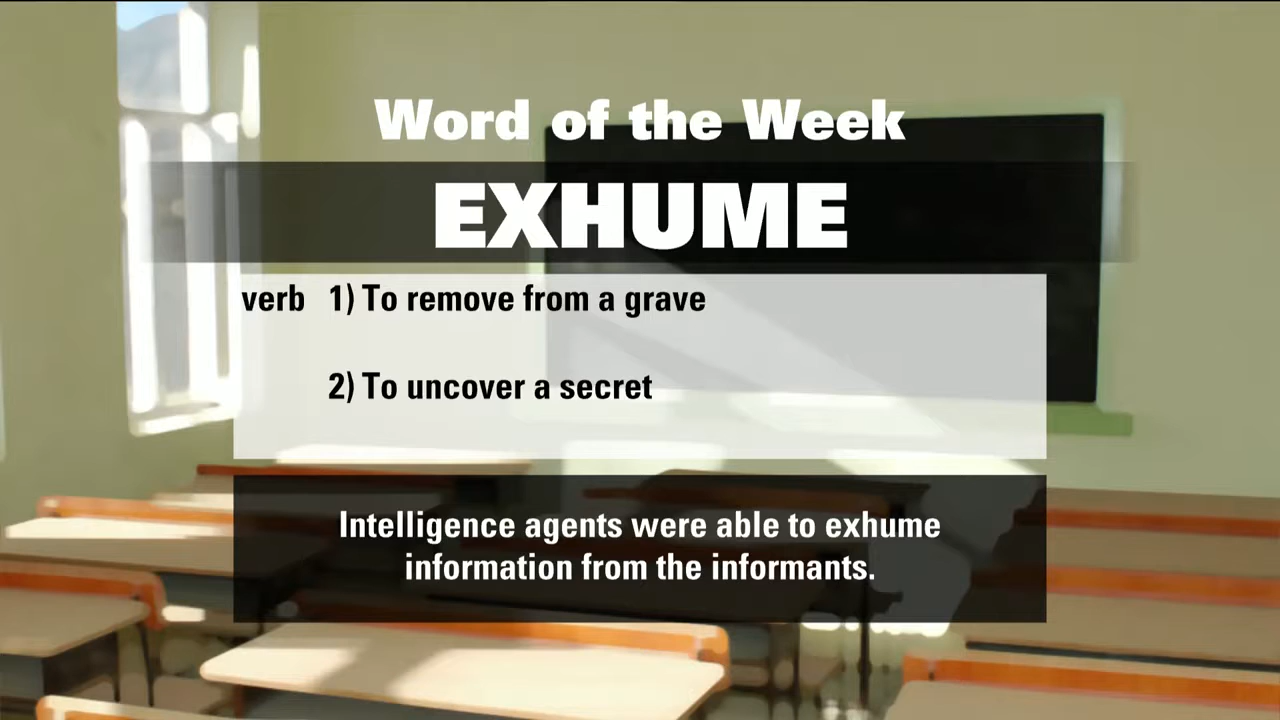 Word of the Week
EXHUME
verb 1) To remove from a grave
2) To uncover a secret
Intelligence agents were able to exhume
information from the informants.